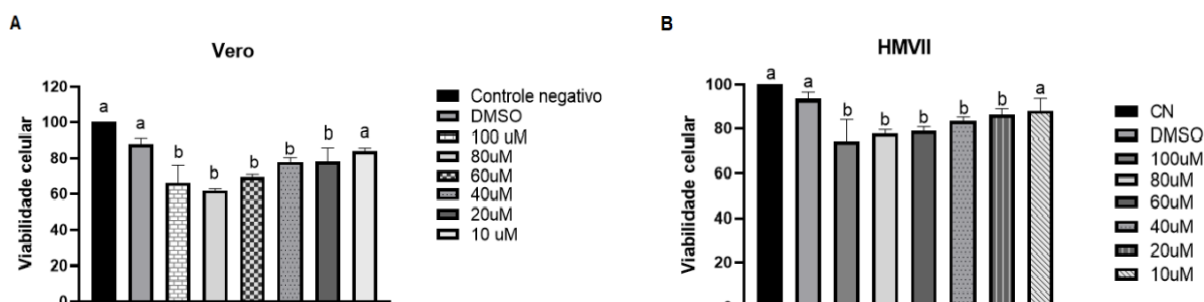 A
Vero
Viabilidade celular
120
100
80
60
40
20
0
a
a
b
b
b
b
b
a
Controle negativo
DMSO
100 uM
80uM
60uM
40uM
20uM
10 uM
B
HMVII
Viabilidade celular
100
80
60
40
20
a
a
b
b
b
b
b
a
CN
DMSO
100uM
80uM
60uM
40uM
20uM
10uM